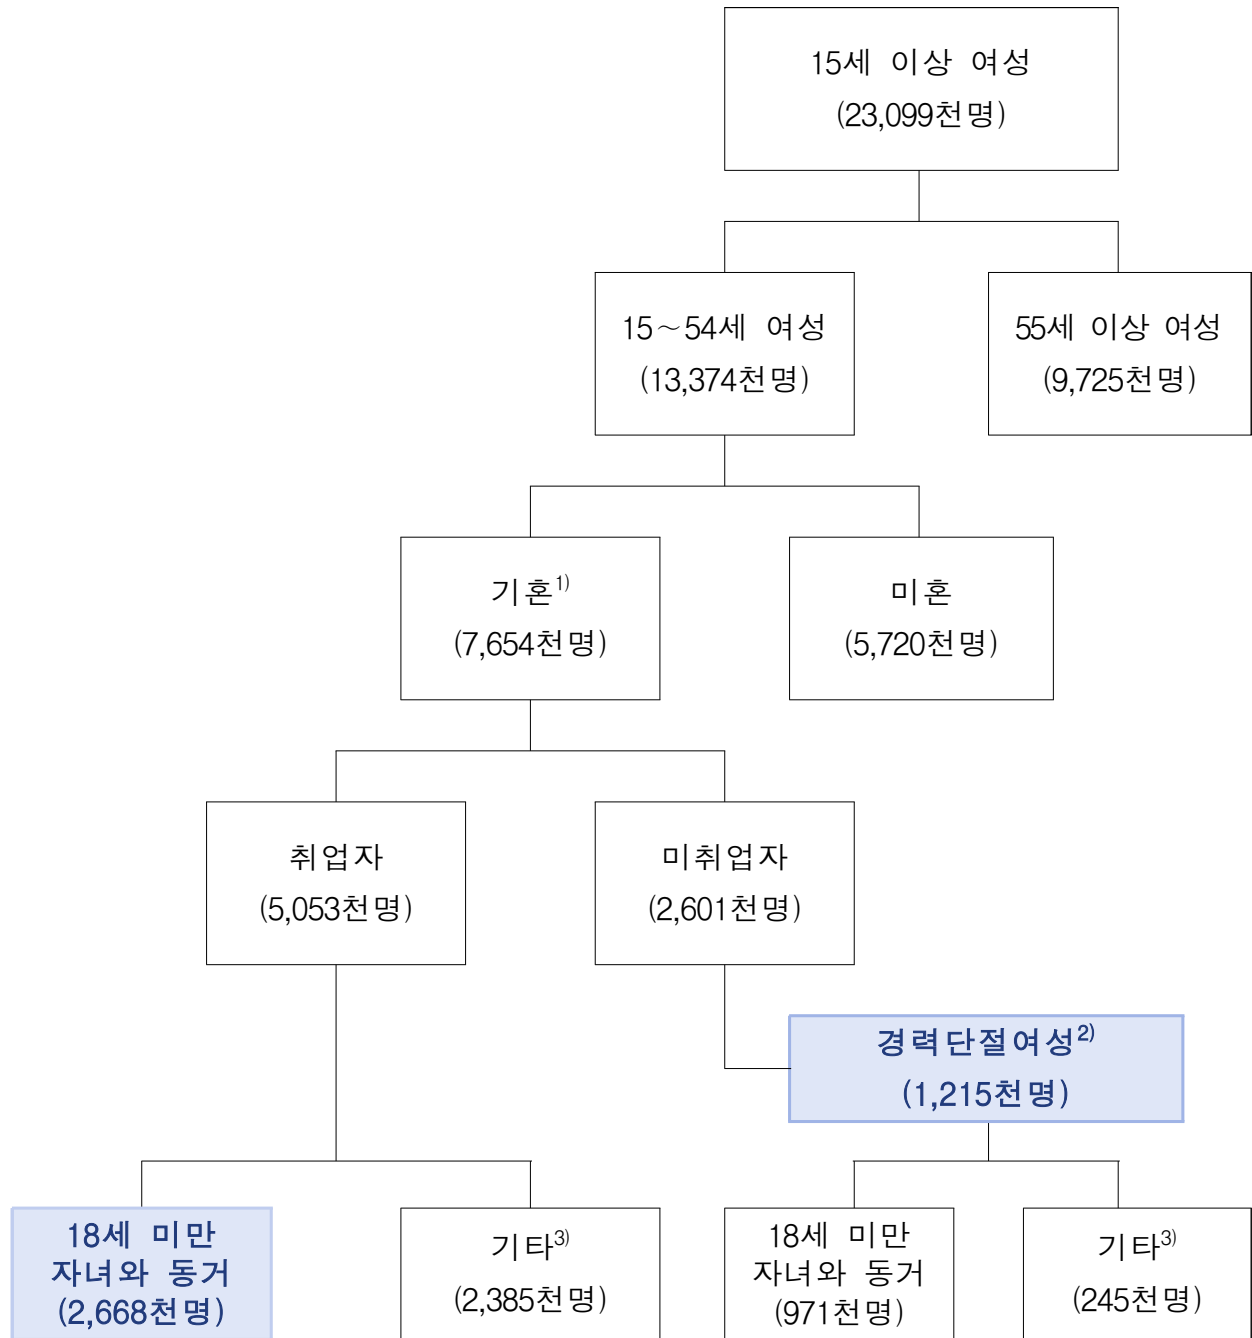 15세 이상 여성
(23,099천명)
15～54세 여성
(13,374천명)
55세 이상 여성
(9,725천명)
기혼1)
(7,654천명)
미혼
(5,720천명)
취업자
(5,053천명)
미취업자
(2,601천명)
경력단절여성2)
(1,215천명)
18세 미만
자녀와 동거
(2,668천명)
기타3)
(2,385천명)
18세 미만
자녀와 동거
(971천명)
기타3)
(245천명)